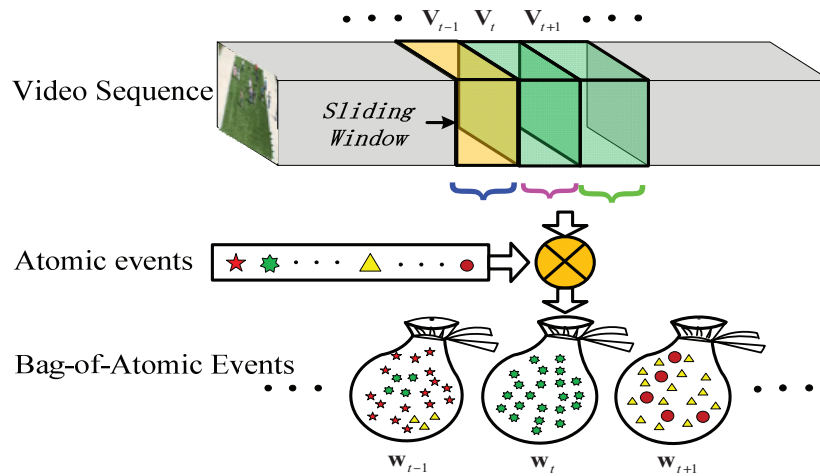 • • • V_{t-1} V_t V_{t+1} • • •
Video Sequence
Sliding
Window
Atomic events
• • • •
• • • •
Bag-of-Atomic Events
• • •
• • • •
w_{t-1} w_t w_{t+1}